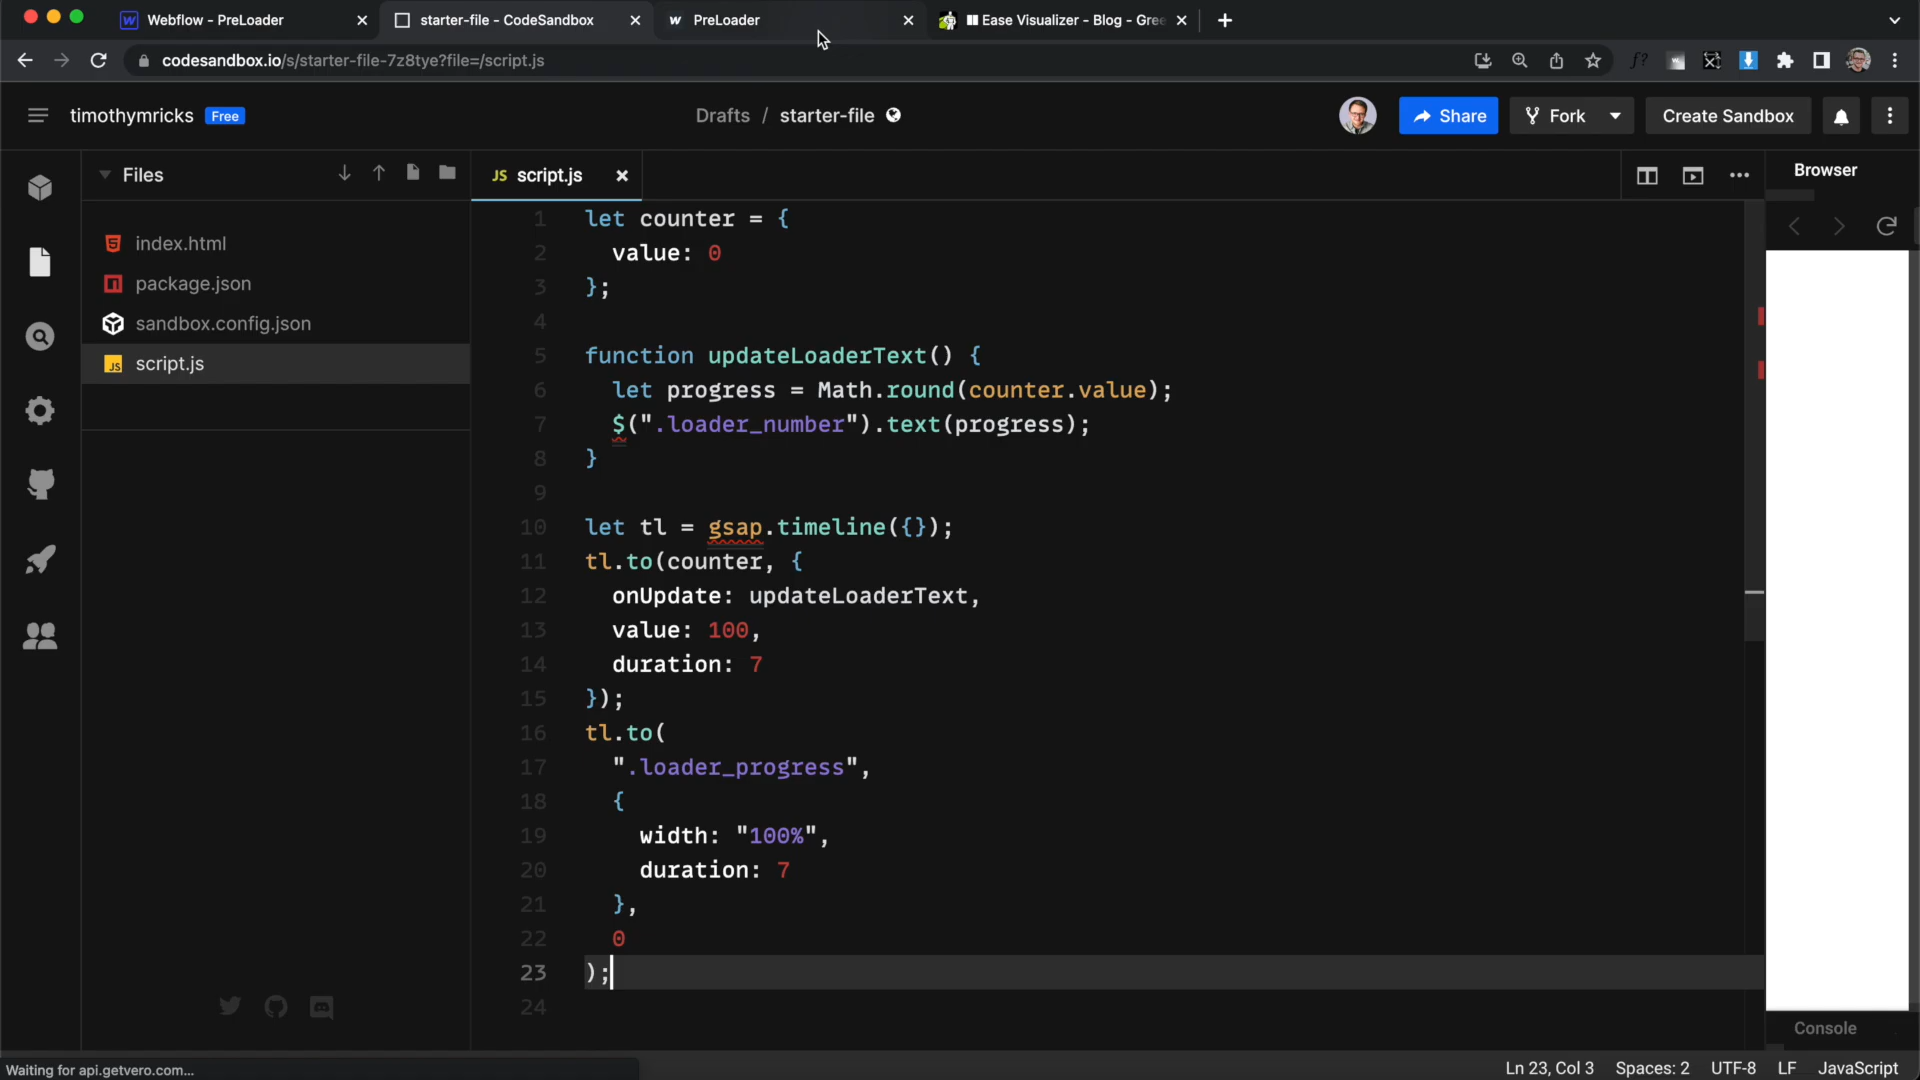 Webflow - PreLoader
starter-file - CodeSandbox
PreLoader
Ease Visualizer - Blog - Gree
codesandbox.io/s/starter-file-7z8tye?file=/script.js
timothymricks
Free
Drafts / starter-file
Share
Fork
Create Sandbox
Files
index.html
package.json
sandbox.config.json
script.js
JS script.js
Browser
1 let counter = {
2 value: 0
3 };
4
5 function updateLoaderText() {
6 let progress = Math.round(counter.value);
7 $(".loader_number").text(progress);
8 }
9
10 let tl = gsap.timeline({});
11 tl.to(counter, {
12 onUpdate: updateLoaderText,
13 value: 100,
14 duration: 7
15 });
16 tl.to(
17 ".loader_progress",
18 {
19 width: "100%",
20 duration: 7
21 },
22 0
23 );
24
Console
Waiting for api.getvero.com...
Ln 23, Col 3 Spaces: 2 UTF-8 LF JavaScript